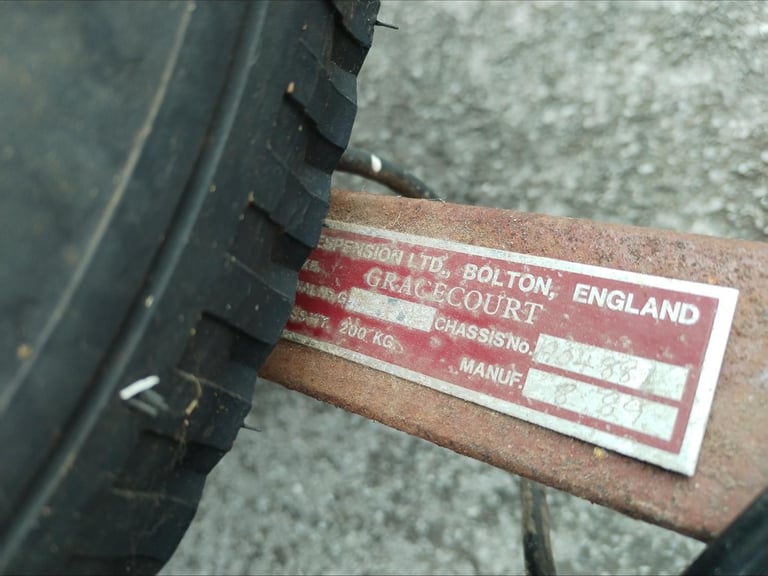 SPENSION LTD., BOLTON, ENGLAND
GRACECOURT
CHASSIS No.
200 KG.
MANUF. 8.89